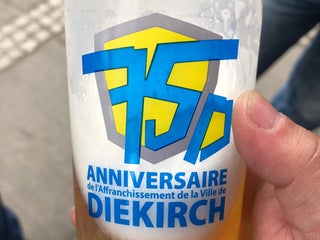 750
ANNIVERSAIRE
de l'Affranchissement de la Ville de
DIEKIRCH